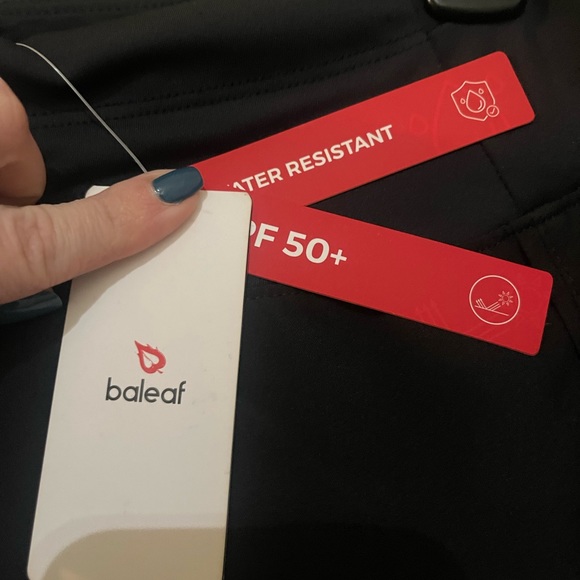 ATER RESISTANT
PF 50+
baleaf